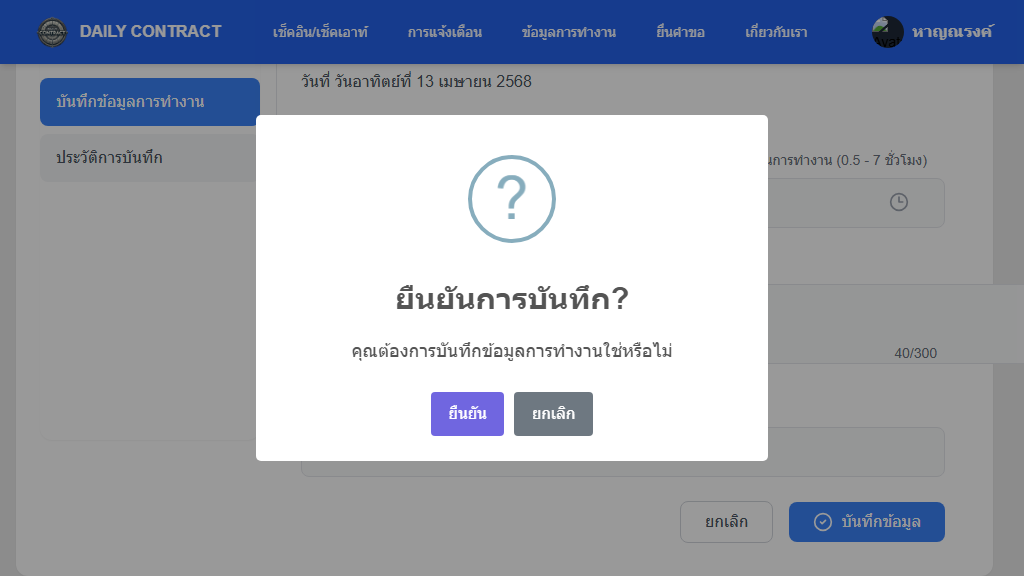 DAILY CONTRACT
เช็คอิน/เช็คเอาท์
การแจ้งเตือน
ข้อมูลการทำงาน
ยื่นคำขอ
เกี่ยวกับเรา
หาญณรงค์
บันทึกข้อมูลการทำงาน
ประวัติการบันทึก
วันที่ วันอาทิตย์ที่ 13 เมษายน 2568
นการทำงาน (0.5 - 7 ชั่วโมง)
?
ยืนยันการบันทึก?
คุณต้องการบันทึกข้อมูลการทำงานใช่หรือไม่
40/300
ยืนยัน
ยกเลิก
ยกเลิก
บันทึกข้อมูล